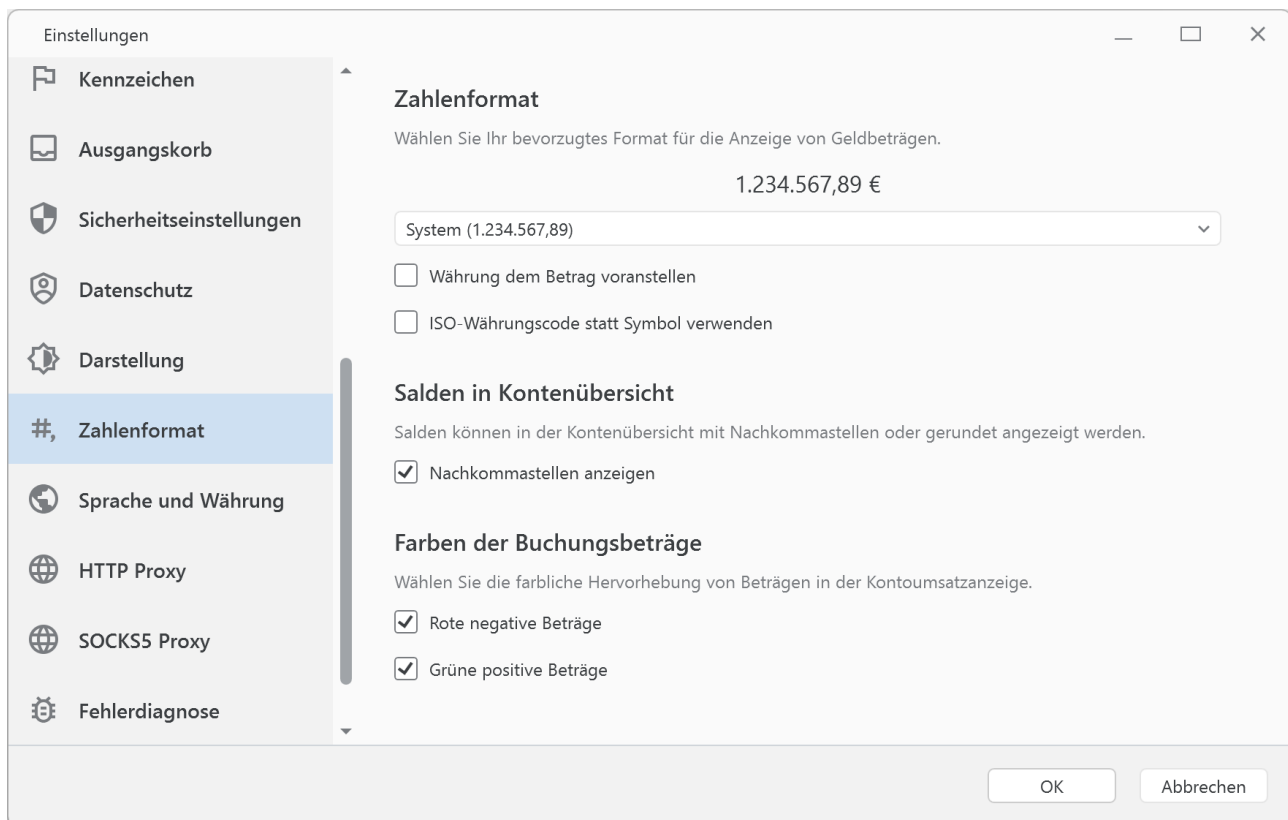 Einstellungen
Kennzeichen
Ausgangskorb
Sicherheitseinstellungen
Datenschutz
Darstellung
Zahlenformat
Sprache und Währung
HTTP Proxy
SOCKS5 Proxy
Fehlerdiagnose
Zahlenformat
Wählen Sie Ihr bevorzugtes Format für die Anzeige von Geldbeträgen.
1.234.567,89 €
System (1.234.567,89)
Währung dem Betrag voranstellen
ISO-Währungscode statt Symbol verwenden
Salden in Kontenübersicht
Salden können in der Kontenübersicht mit Nachkommastellen oder gerundet angezeigt werden.
Nachkommastellen anzeigen
Farben der Buchungsbeträge
Wählen Sie die farbliche Hervorhebung von Beträgen in der Kontoumsatzanzeige.
Rote negative Beträge
Grüne positive Beträge
OK
Abbrechen